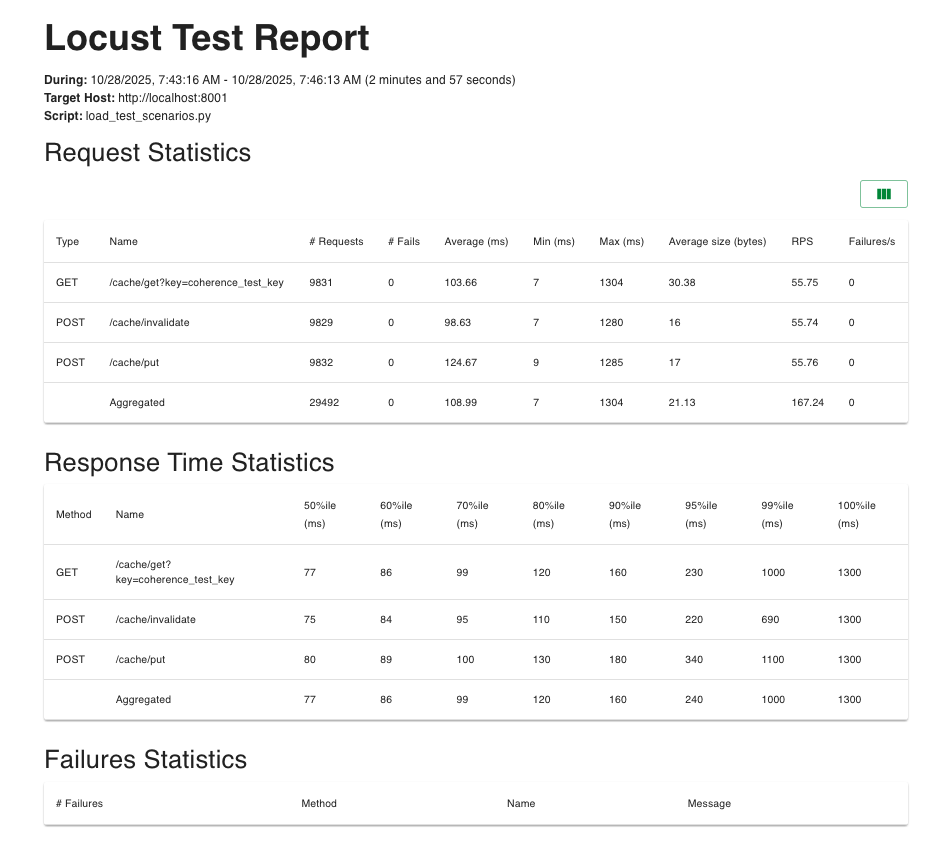 Locust Test Report
During: 10/28/2025, 7:43:16 AM - 10/28/2025, 7:46:13 AM (2 minutes and 57 seconds)
Target Host: http://localhost:8001
Script: load_test_scenarios.py
Request Statistics
Type Name # Requests # Fails Average (ms) Min (ms) Max (ms) Average size (bytes) RPS Failures/s
GET /cache/get?key=coherence_test_key 9831 0 103.66 7 1304 30.38 55.75 0
POST /cache/invalidate 9829 0 98.63 7 1280 16 55.74 0
POST /cache/put 9832 0 124.67 9 1285 17 55.76 0
Aggregated 29492 0 108.99 7 1304 21.13 167.24 0
Response Time Statistics
Method Name 50%ile (ms) 60%ile (ms) 70%ile (ms) 80%ile (ms) 90%ile (ms) 95%ile (ms) 99%ile (ms) 100%ile (ms)
GET /cache/get?key=coherence_test_key 77 86 99 120 160 230 1000 1300
POST /cache/invalidate 75 84 95 110 150 220 690 1300
POST /cache/put 80 89 100 130 180 340 1100 1300
Aggregated 77 86 99 120 160 240 1000 1300
Failures Statistics
# Failures Method Name Message